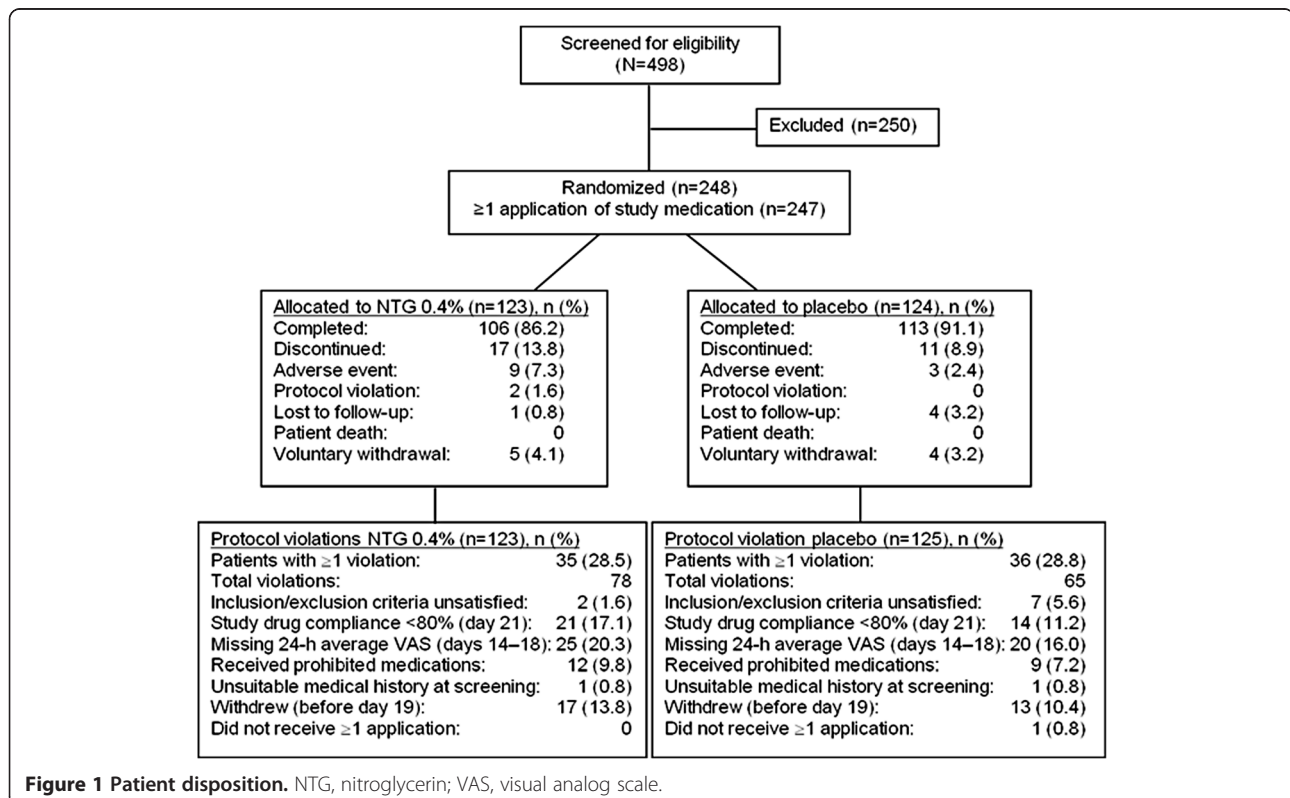 Screened for eligibility
(N=498)
Excluded (n=250)
Randomized (n=248)
≥1 application of study medication (n=247)
Allocated to NTG 0.4% (n=123), n (%)
Completed: 106 (86.2)
Discontinued: 17 (13.8)
Adverse event: 9 (7.3)
Protocol violation: 2 (1.6)
Lost to follow-up: 1 (0.8)
Patient death: 0
Voluntary withdrawal: 5 (4.1)
Allocated to placebo (n=124), n (%)
Completed: 113 (91.1)
Discontinued: 11 (8.9)
Adverse event: 3 (2.4)
Protocol violation: 0
Lost to follow-up: 4 (3.2)
Patient death: 0
Voluntary withdrawal: 4 (3.2)
Protocol violations NTG 0.4% (n=123), n (%)
Patients with ≥1 violation: 35 (28.5)
Total violations: 78
Inclusion/exclusion criteria unsatisfied: 2 (1.6)
Study drug compliance <80% (day 21): 21 (17.1)
Missing 24-h average VAS (days 14–18): 25 (20.3)
Received prohibited medications: 12 (9.8)
Unsuitable medical history at screening: 1 (0.8)
Withdrew (before day 19): 17 (13.8)
Did not receive ≥1 application: 0
Protocol violation placebo (n=125), n (%)
Patients with ≥1 violation: 36 (28.8)
Total violations: 65
Inclusion/exclusion criteria unsatisfied: 7 (5.6)
Study drug compliance <80% (day 21): 14 (11.2)
Missing 24-h average VAS (days 14–18): 20 (16.0)
Received prohibited medications: 9 (7.2)
Unsuitable medical history at screening: 1 (0.8)
Withdrew (before day 19): 13 (10.4)
Did not receive ≥1 application: 1 (0.8)
Figure 1 Patient disposition. NTG, nitroglycerin; VAS, visual analog scale.